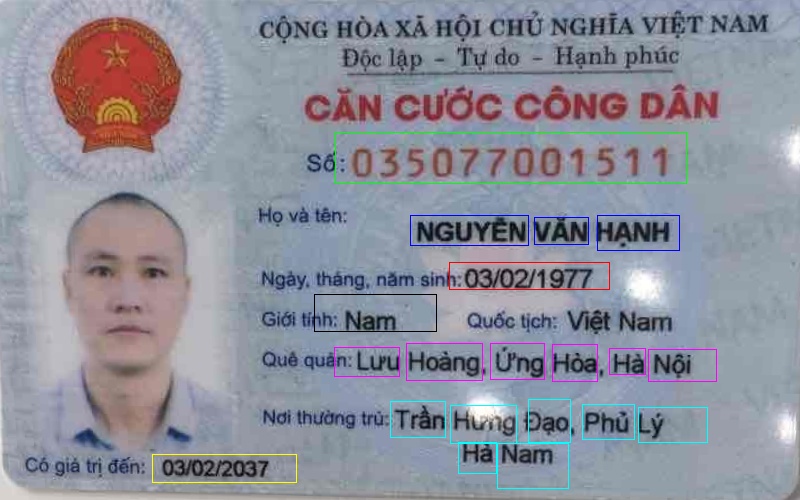 CỘNG HÒA XÃ HỘI CHỦ NGHĨA VIỆT NAM
Độc lập - Tự do - Hạnh phúc
CĂN CƯỚC CÔNG DÂN
Số: 035077001511
Họ và tên: NGUYỄN VĂN HẠNH
Ngày, tháng, năm sinh: 03/02/1977
Giới tính: Nam Quốc tịch: Việt Nam
Quê quán: Lưu Hoàng, Ứng Hòa, Hà Nội
Nơi thường trú: Trần Hưng Đạo, Phủ Lý
Hà Nam
Có giá trị đến: 03/02/2037